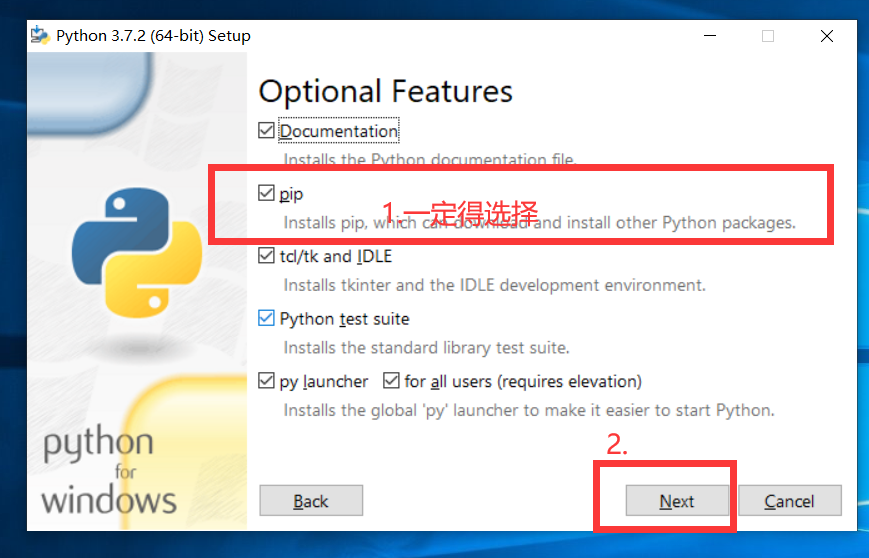 Python 3.7.2 (64-bit) Setup
Optional Features
Documentation
Installs the Python documentation file.
pip
1.一定得选择
Installs pip, which can download and install other Python packages.
tcl/tk and IDLE
Installs tkinter and the IDLE development environment.
Python test suite
Installs the standard library test suite.
py launcher for all users (requires elevation)
Installs the global 'py' launcher to make it easier to start Python.
python
for
windows
2.
Back Next Cancel